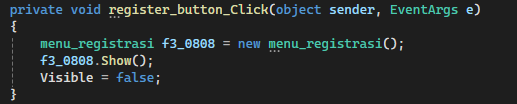 private void register_button_Click(object sender, EventArgs e)
{
menu_registrasi f3_0808 = new menu_registrasi();
f3_0808.Show();
Visible = false;
}